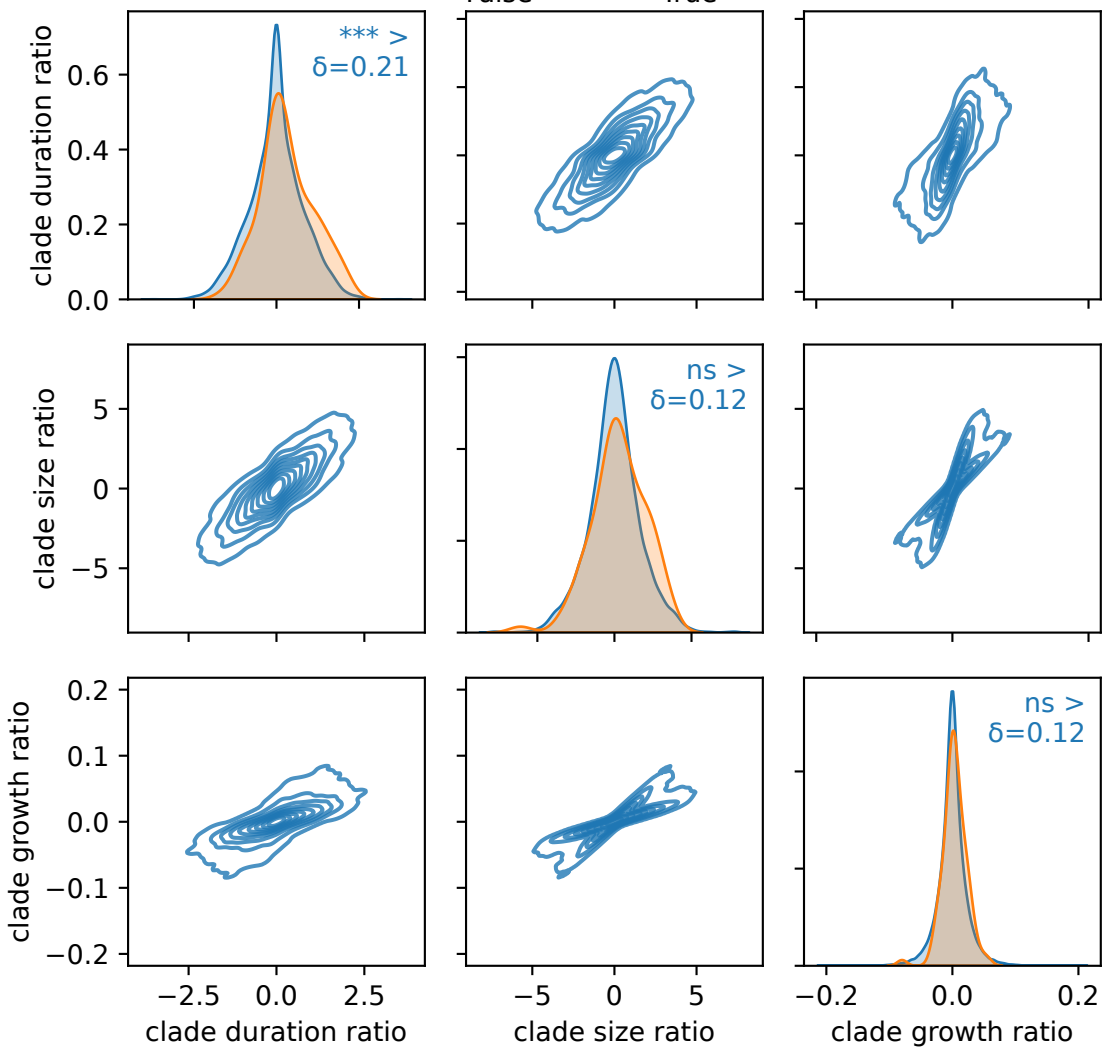 *** >
δ=0.21
clade duration ratio
0.6
0.4
0.2
0.0
ns >
δ=0.12
clade size ratio
5
0
−5
ns >
δ=0.12
clade growth ratio
0.2
0.1
0.0
−0.1
−0.2
−2.5 0.0 2.5
−5 0 5
−0.2 0.0 0.2
clade duration ratio
clade size ratio
clade growth ratio